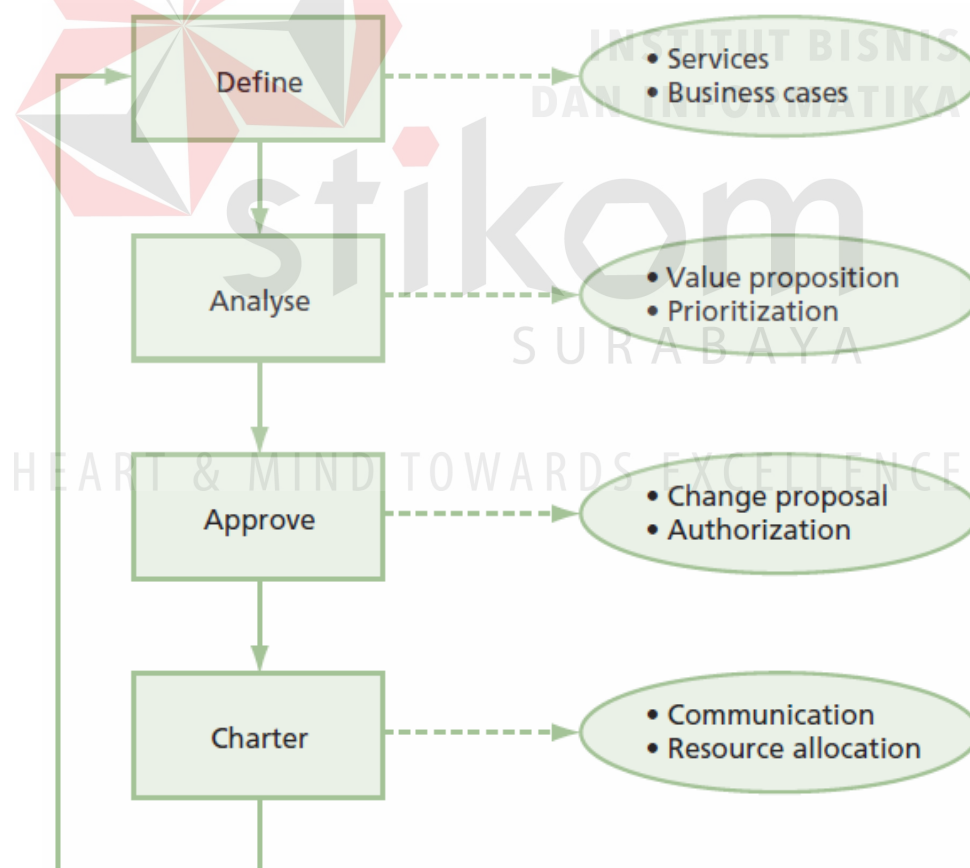 INSTITUT BISNIS
DAN INFORMATIKA
stikom
SURABAYA
HEART & MIND TOWARDS EXCELLENCE
Define
• Services
• Business cases
Analyse
• Value proposition
• Prioritization
Approve
• Change proposal
• Authorization
Charter
• Communication
• Resource allocation